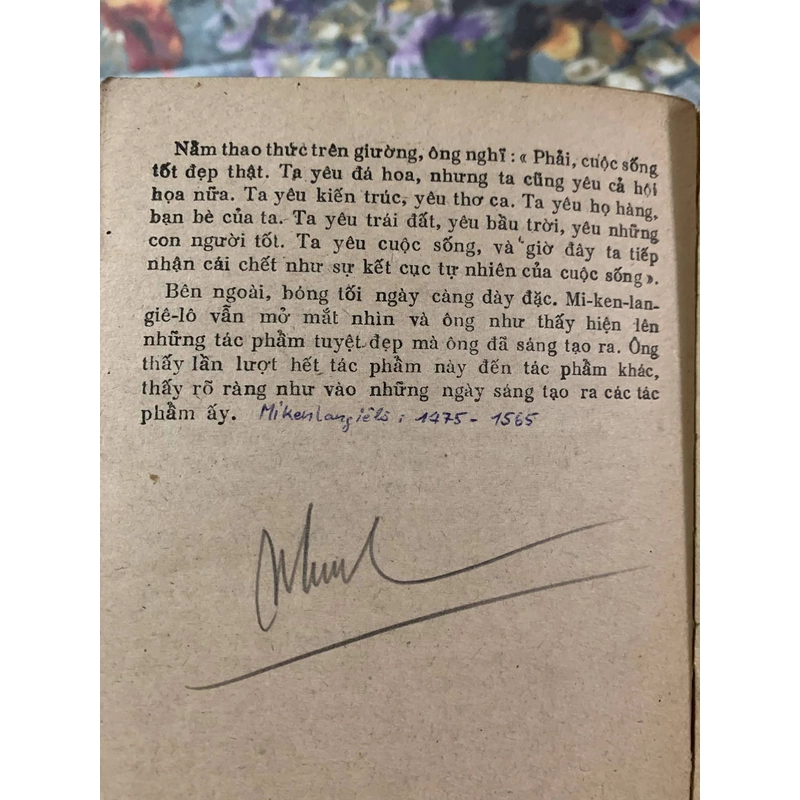 Nằm thao thức trên giường, ông nghĩ : « Phải, cuộc sống
tốt đẹp thật. Ta yêu đá hoa, nhưng ta cũng yêu cả hội
họa nữa. Ta yêu kiến trúc, yêu thơ ca. Ta yêu họ hàng,
bạn bè của ta. Ta yêu trái đất, yêu bầu trời, yêu những
con người tốt. Ta yêu cuộc sống, và giờ đây ta tiếp
nhận cái chết như sự kết cục tự nhiên của cuộc sống ».
Bên ngoài, bóng tối ngày càng dày đặc. Mi-ken-lan-
giê-lô vẫn mở mắt nhìn và ông như thấy hiện lên
những tác phẩm tuyệt đẹp mà ông đã sáng tạo ra. Ông
thấy lần lượt hết tác phẩm này đến tác phẩm khác,
thấy rõ ràng như vào những ngày sáng tạo ra các tác
phẩm ấy. Mikenlangiêlô : 1475 - 1565